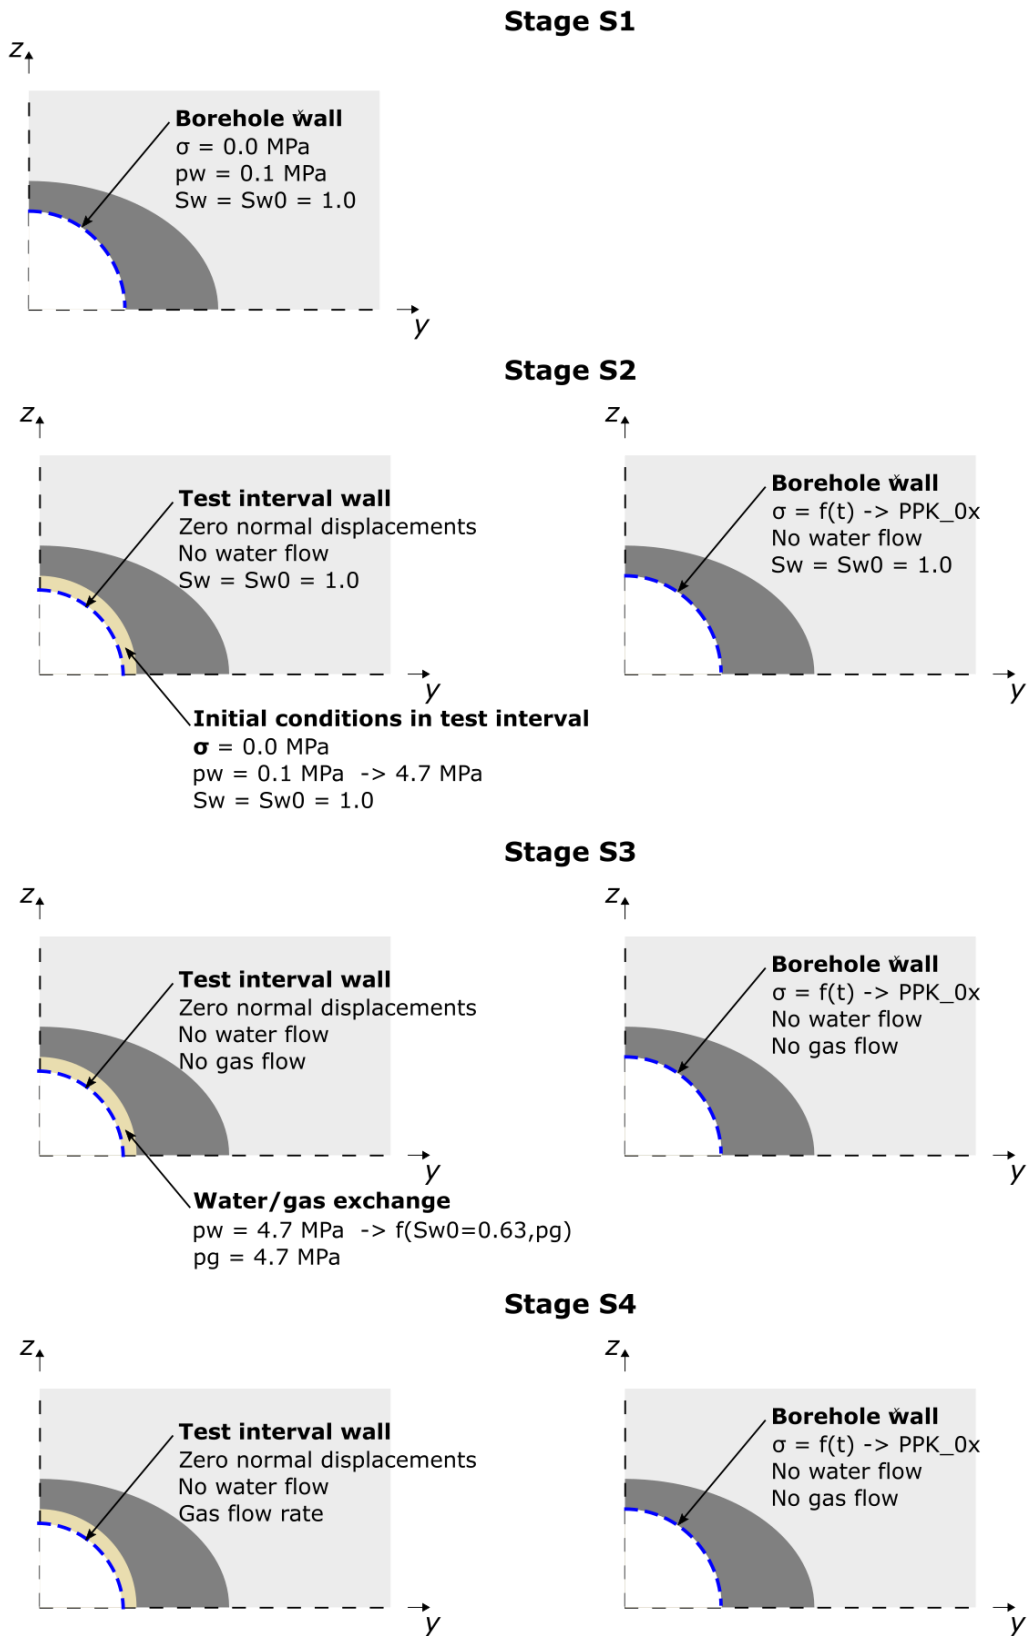 Stage S1
z
Borehole wall
σ = 0.0 MPa
pw = 0.1 MPa
Sw = Sw0 = 1.0
y
Stage S2
z
Test interval wall
Zero normal displacements
No water flow
Sw = Sw0 = 1.0
y
Initial conditions in test interval
σ = 0.0 MPa
pw = 0.1 MPa -> 4.7 MPa
Sw = Sw0 = 1.0
z
Borehole wall
σ = f(t) -> PPK_0x
No water flow
Sw = Sw0 = 1.0
y
Stage S3
z
Test interval wall
Zero normal displacements
No water flow
No gas flow
y
Water/gas exchange
pw = 4.7 MPa -> f(Sw0=0.63,pg)
pg = 4.7 MPa
z
Borehole wall
σ = f(t) -> PPK_0x
No water flow
No gas flow
y
Stage S4
z
Test interval wall
Zero normal displacements
No water flow
Gas flow rate
y
z
Borehole wall
σ = f(t) -> PPK_0x
No water flow
No gas flow
y